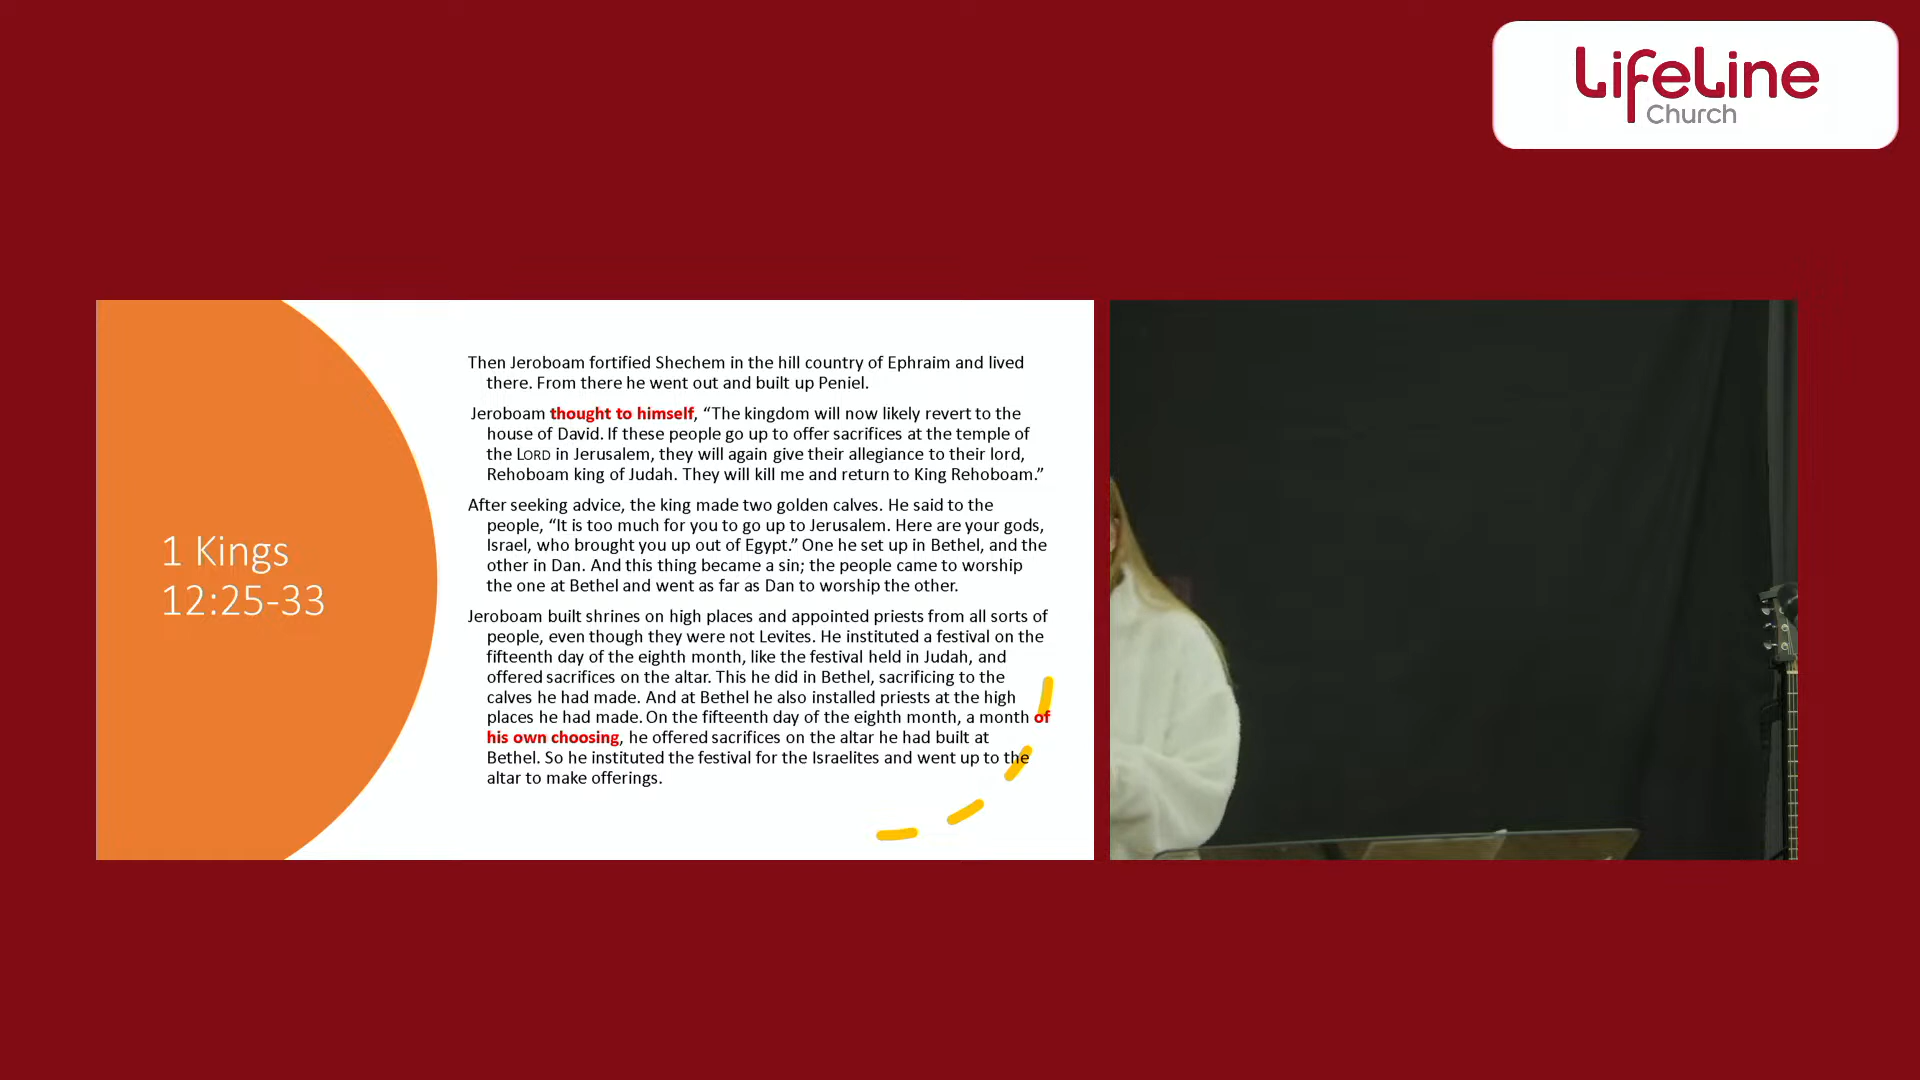 LifeLine
Church
1 Kings
12:25-33
Then Jeroboam fortified Shechem in the hill country of Ephraim and lived
there. From there he went out and built up Peniel.
Jeroboam thought to himself, “The kingdom will now likely revert to the
house of David. If these people go up to offer sacrifices at the temple of
the LORD in Jerusalem, they will again give their allegiance to their lord,
Rehoboam king of Judah. They will kill me and return to King Rehoboam.”
After seeking advice, the king made two golden calves. He said to the
people, “It is too much for you to go up to Jerusalem. Here are your gods,
Israel, who brought you up out of Egypt.” One he set up in Bethel, and the
other in Dan. And this thing became a sin; the people came to worship
the one at Bethel and went as far as Dan to worship the other.
Jeroboam built shrines on high places and appointed priests from all sorts of
people, even though they were not Levites. He instituted a festival on the
fifteenth day of the eighth month, like the festival held in Judah, and
offered sacrifices on the altar. This he did in Bethel, sacrificing to the
calves he had made. And at Bethel he also installed priests at the high
places he had made. On the fifteenth day of the eighth month, a month of
his own choosing, he offered sacrifices on the altar he had built at
Bethel. So he instituted the festival for the Israelites and went up to the
altar to make offerings.